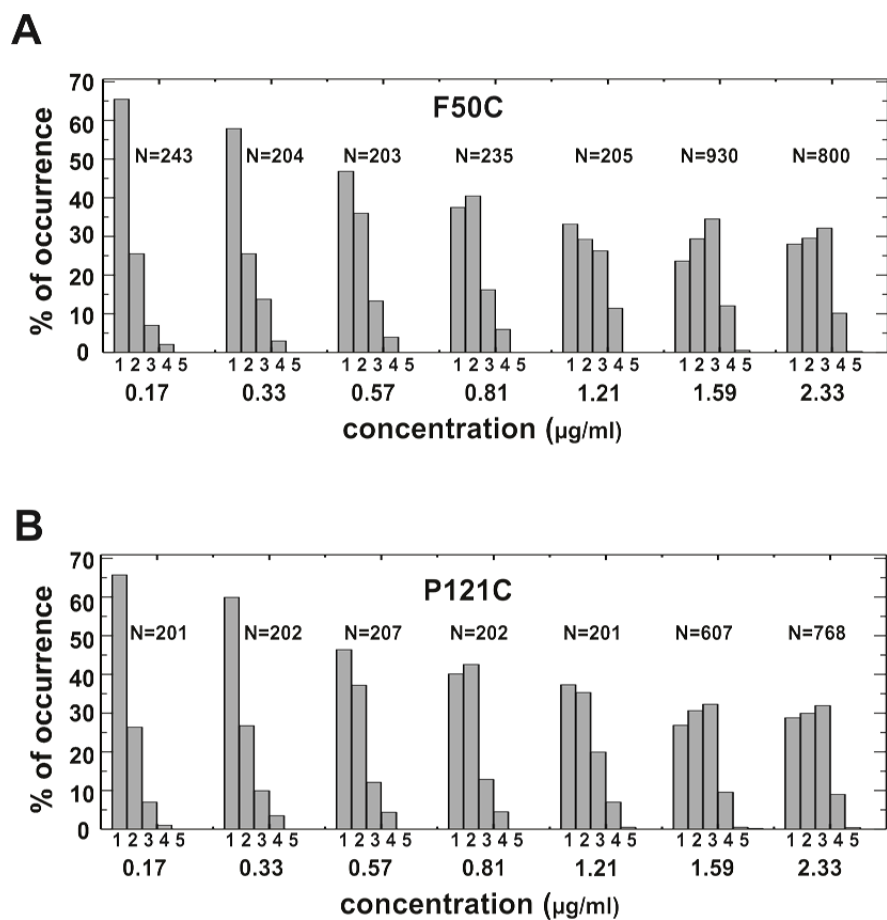 A
F50C
% of occurrence
70
60
50
40
30
20
10
0
N=243 N=204 N=203 N=235 N=205 N=930 N=800
1 2 3 4 5 1 2 3 4 5 1 2 3 4 5 1 2 3 4 5 1 2 3 4 5 1 2 3 4 5 1 2 3 4 5
0.17 0.33 0.57 0.81 1.21 1.59 2.33
concentration (µg/ml)
B
P121C
% of occurrence
70
60
50
40
30
20
10
0
N=201 N=202 N=207 N=202 N=201 N=607 N=768
1 2 3 4 5 1 2 3 4 5 1 2 3 4 5 1 2 3 4 5 1 2 3 4 5 1 2 3 4 5 1 2 3 4 5
0.17 0.33 0.57 0.81 1.21 1.59 2.33
concentration (µg/ml)